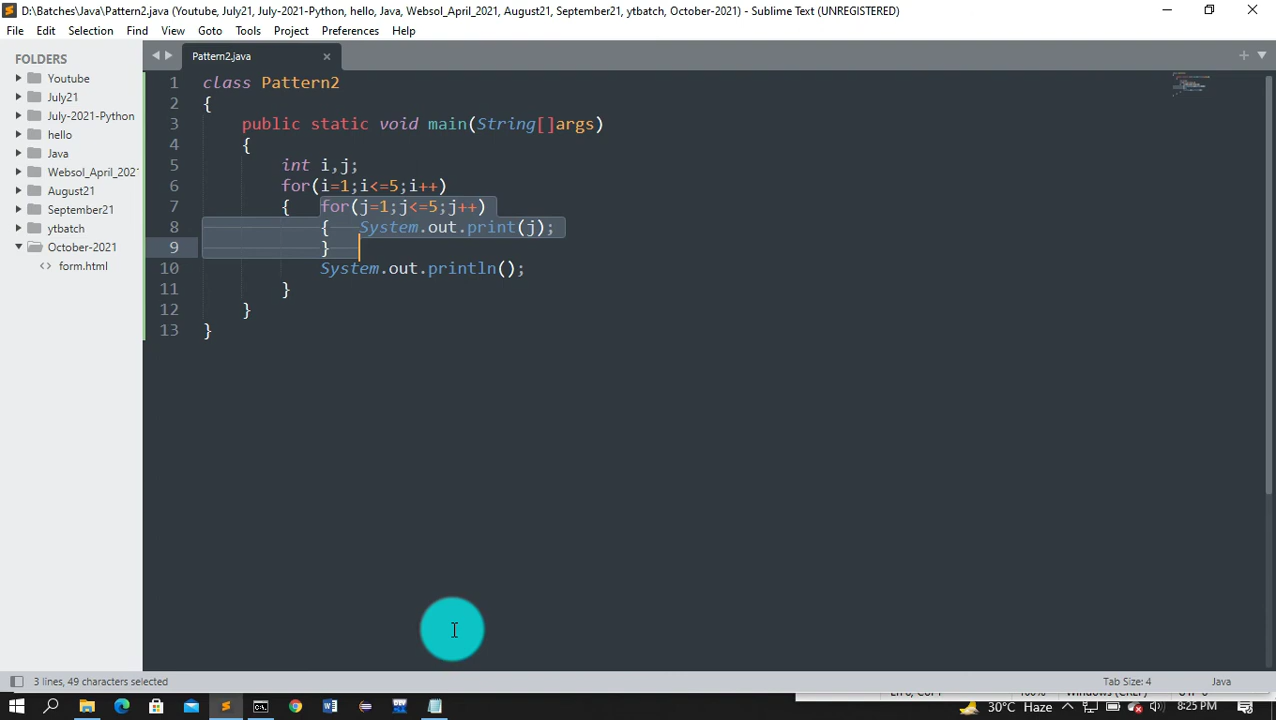 D:\Batches\Java\Pattern2.java (Youtube, July21, July-2021-Python, hello, Java, Websol_April_2021, August21, September21, ytbatch, October-2021) - Sublime Text (UNREGISTERED)
File Edit Selection Find View Goto Tools Project Preferences Help
FOLDERS
Youtube
July21
July-2021-Python
hello
Java
Websol_April_202
August21
September21
ytbatch
October-2021
<> form.html
Pattern2.java
1 class Pattern2
2 {
3 public static void main(String[]args)
4 {
5 int i,j;
6 for(i=1;i<=5;i++)
7 { for(j=1;j<=5;j++)
8 { System.out.print(j);
9 }
10 System.out.println();
11 }
12 }
13 }
3 lines, 49 characters selected
Tab Size: 4 Java
30°C Haze
8:25 PM